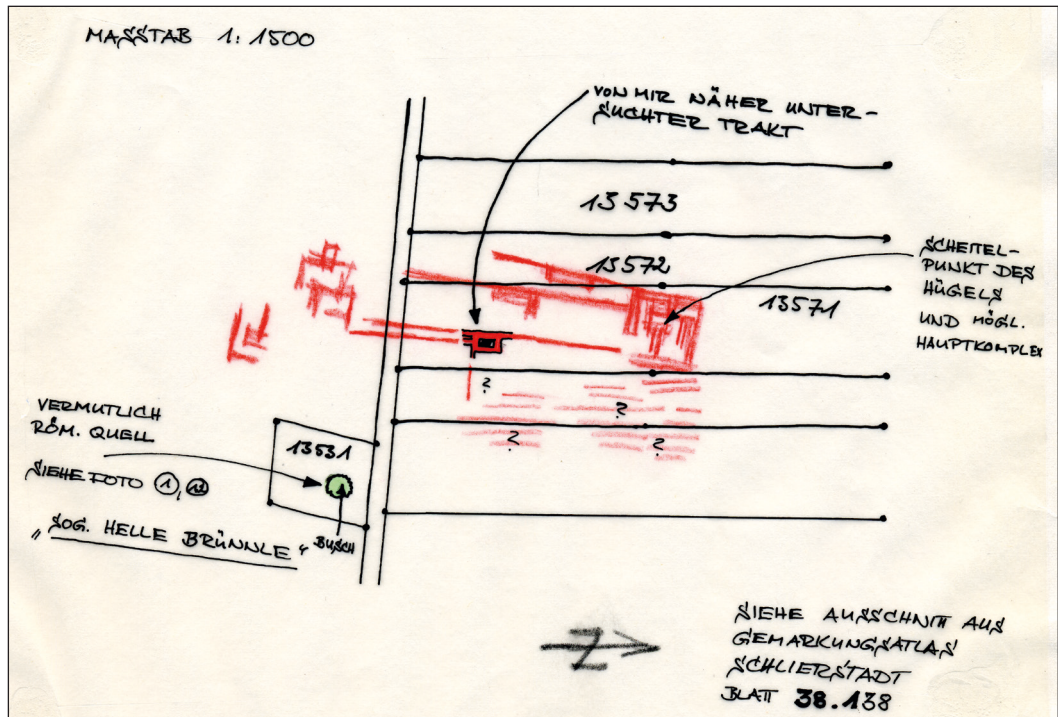 MASSTAB 1:1500
VON MIR NÄHER UNTER-
SUCHTER TRAKT
13573
13572
13571
SCHEITEL-
PUNKT DES
HÜGELS
UND MÖGL.
HAUPTKOMPLEX
?
?
?
?
VERMUTLICH
RÖM. QUELL
SIEHE FOTO 1, 12
„SOG. HELLE BRÜNNLE“
13531
BUSCH
N
SIEHE AUSSCHNITT AUS
GEMARKUNGSATLAS
SCHLIERSTADT
BLATT 38.138